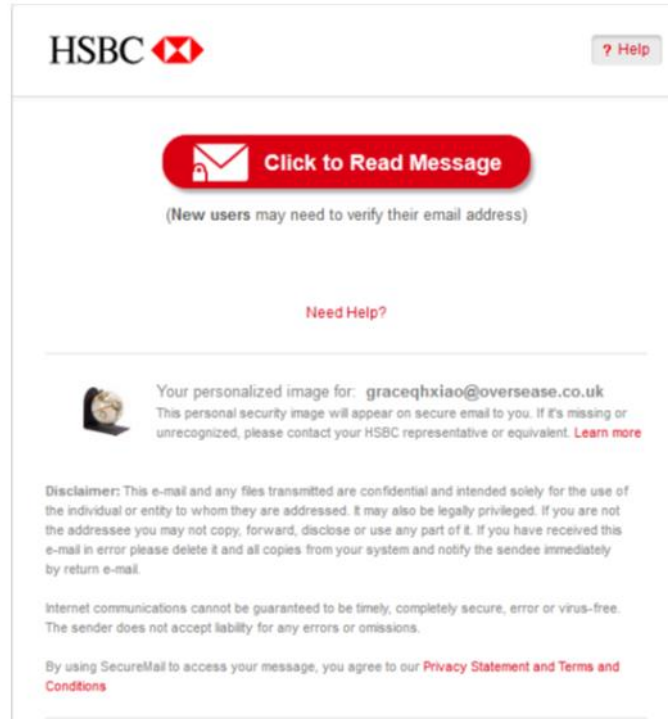 HSBC
? Help
Click to Read Message
(New users may need to verify their email address)
Need Help?
Your personalized image for: graceqhxiao@oversease.co.uk
This personal security image will appear on secure email to you. If it's missing or
unrecognized, please contact your HSBC representative or equivalent. Learn more
Disclaimer: This e-mail and any files transmitted are confidential and intended solely for the use of
the individual or entity to whom they are addressed. It may also be legally privileged. If you are not
the addressee you may not copy, forward, disclose or use any part of it. If you have received this
e-mail in error please delete it and all copies from your system and notify the sendee immediately
by return e-mail.
Internet communications cannot be guaranteed to be timely, completely secure, error or virus-free.
The sender does not accept liability for any errors or omissions.
By using SecureMail to access your message, you agree to our Privacy Statement and Terms and
Conditions